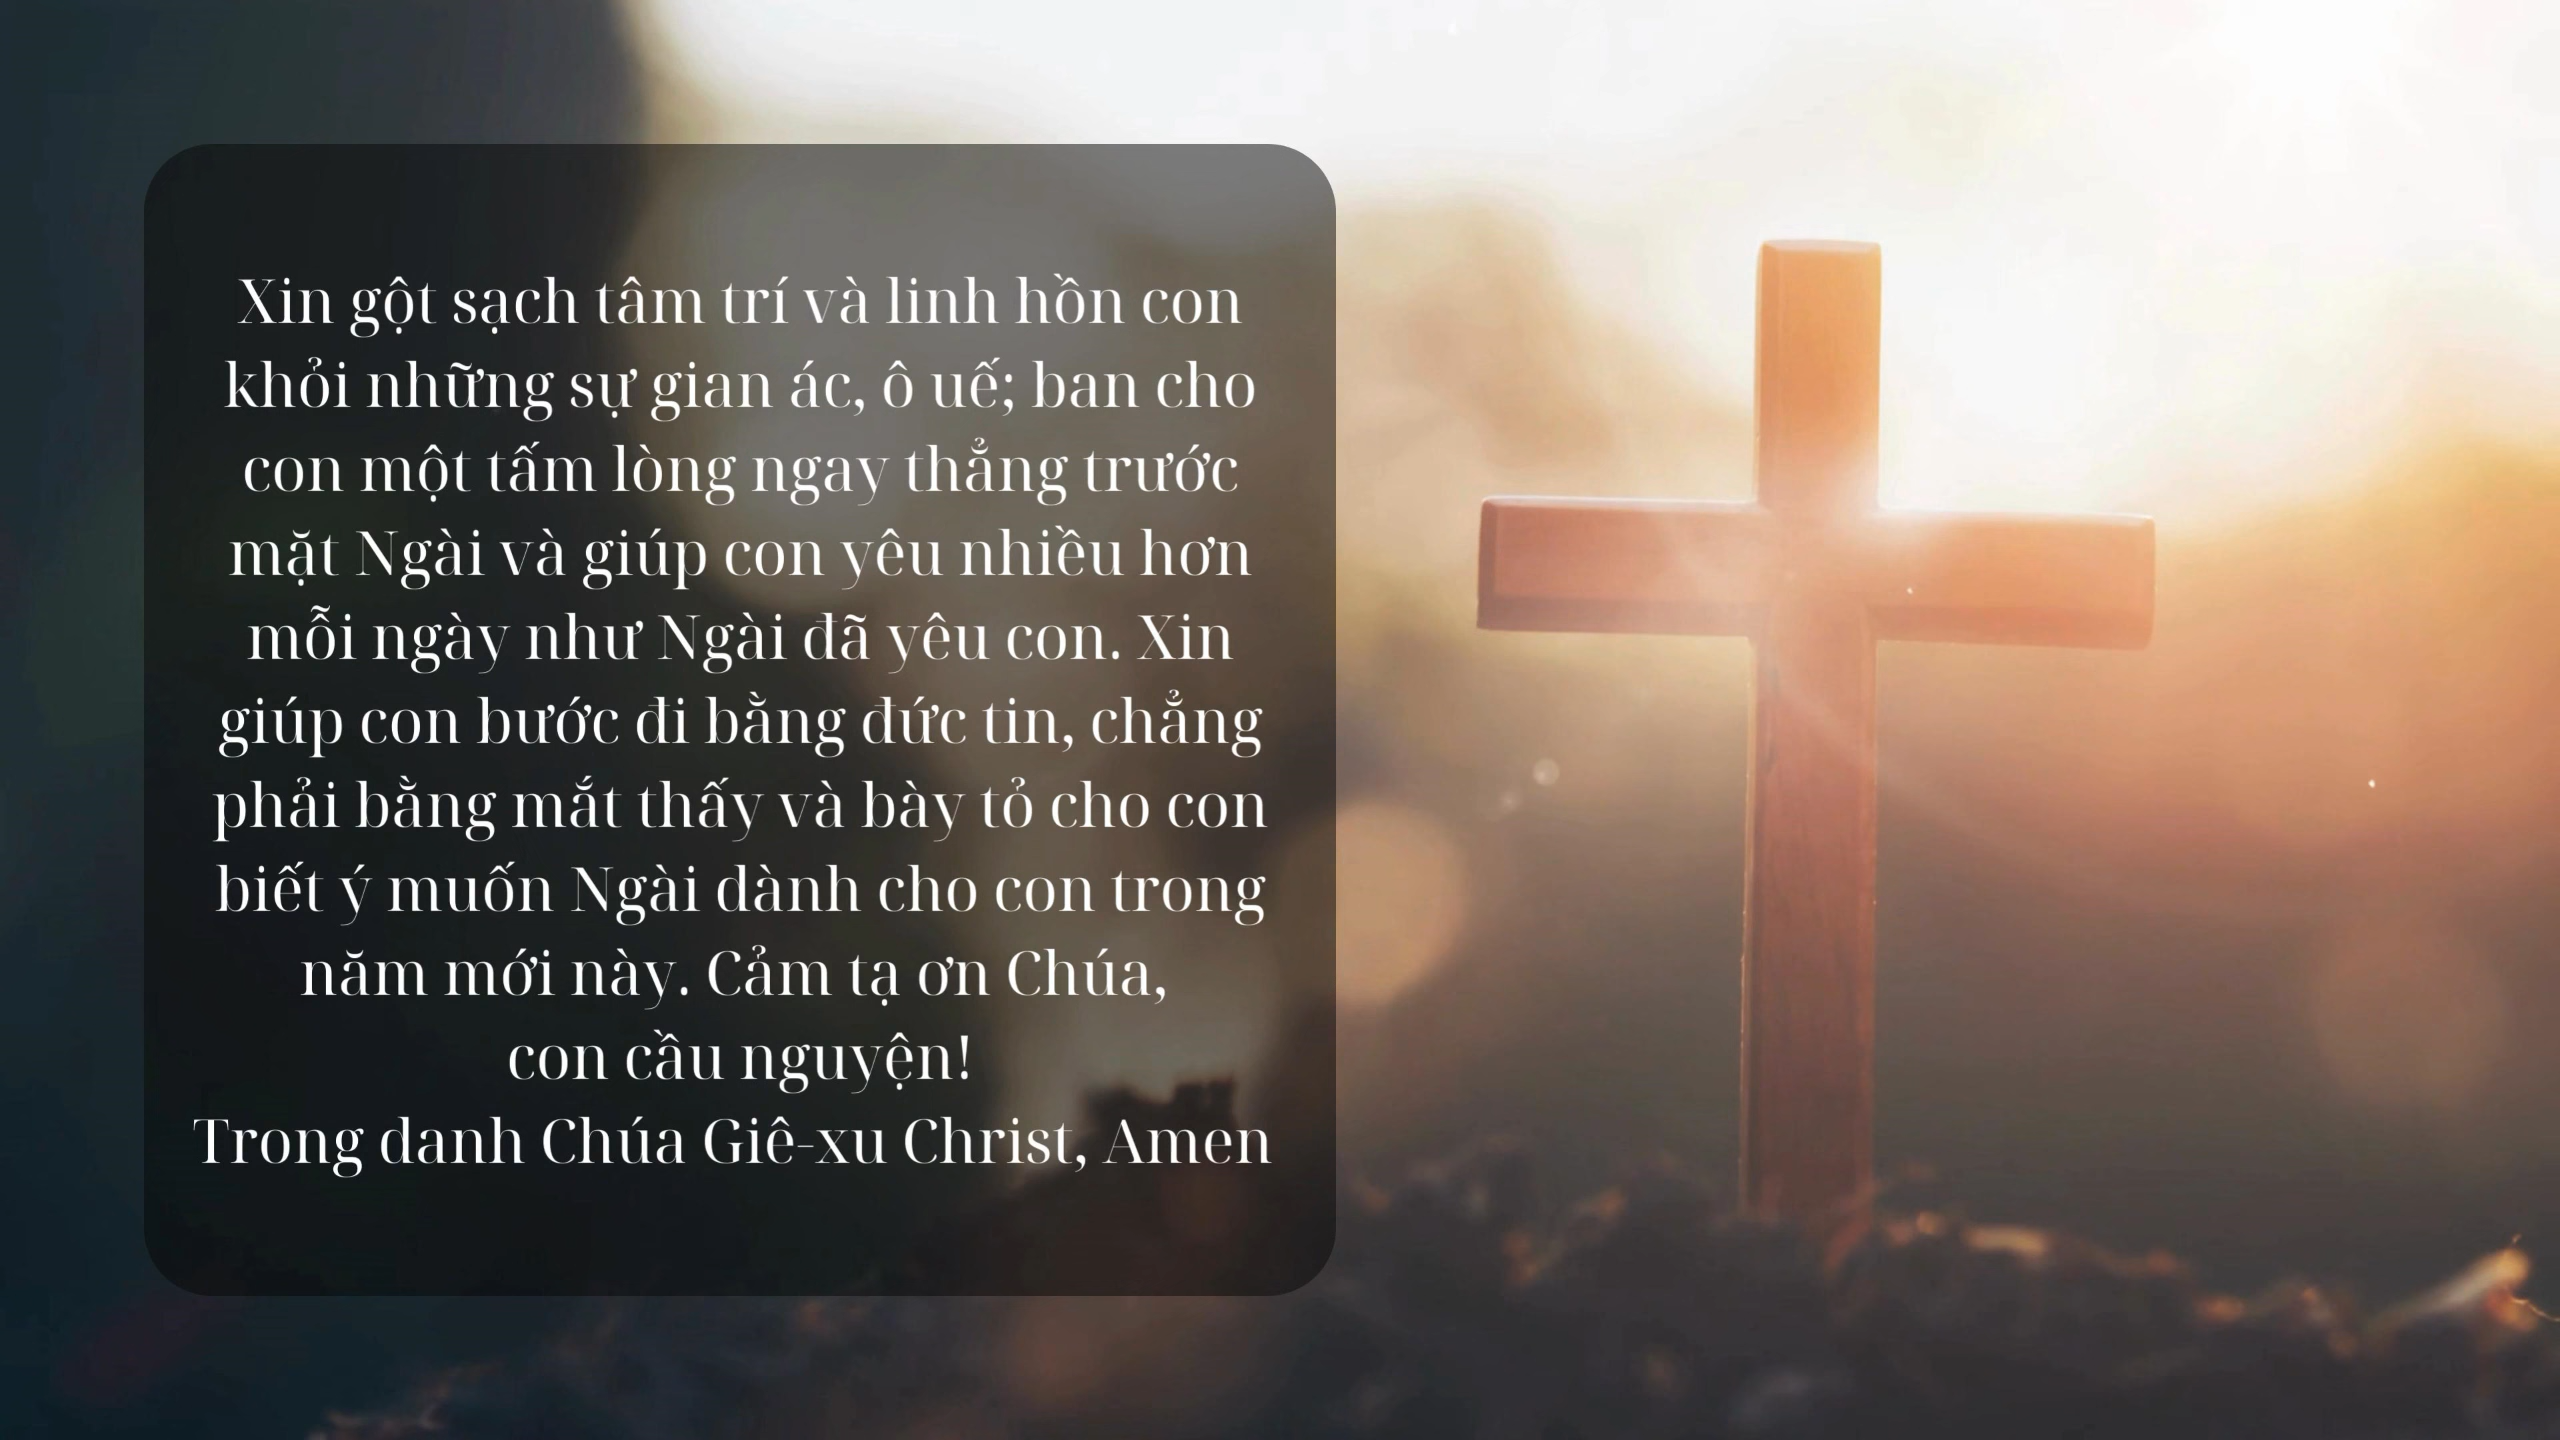 Xin gột sạch tâm trí và linh hồn con
khỏi những sự gian ác, ô uế; ban cho
con một tấm lòng ngay thẳng trước
mặt Ngài và giúp con yêu nhiều hơn
mỗi ngày như Ngài đã yêu con. Xin
giúp con bước đi bằng đức tin, chẳng
phải bằng mắt thấy và bày tỏ cho con
biết ý muốn Ngài dành cho con trong
năm mới này. Cảm tạ ơn Chúa,
con cầu nguyện!
Trong danh Chúa Giê-xu Christ, Amen